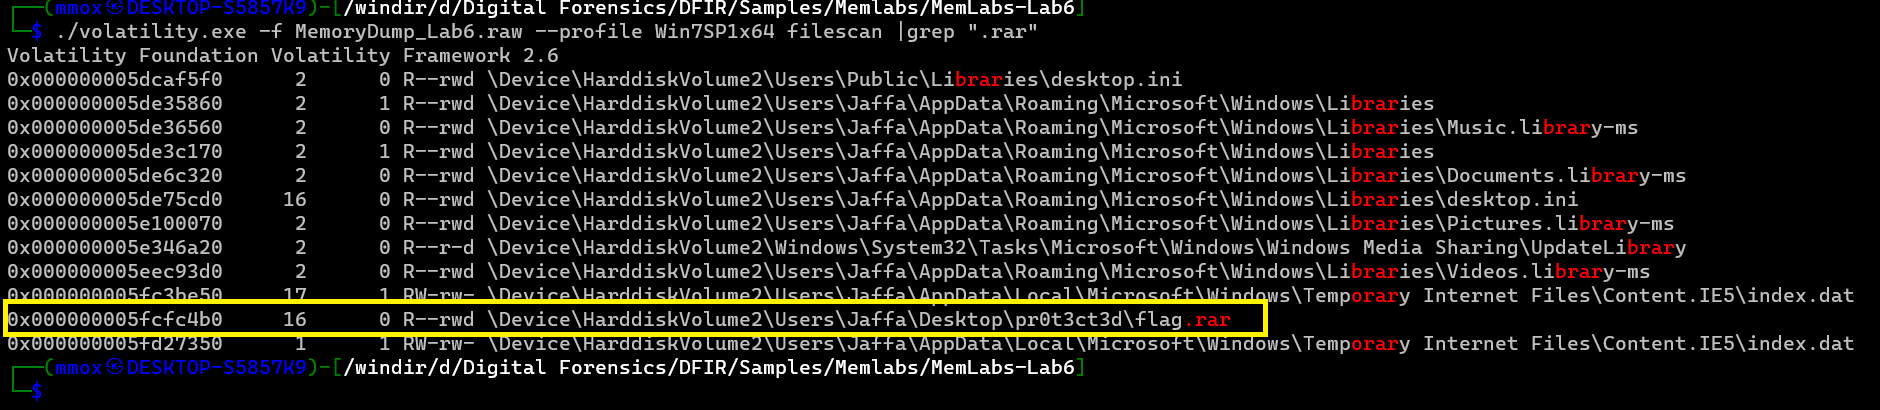 ┌──(mmox㉿DESKTOP-S5857K9)-[/windir/d/Digital Forensics/DFIR/Samples/Memlabs/MemLabs-Lab6]
└─$ ./volatility.exe -f MemoryDump_Lab6.raw --profile Win7SP1x64 filescan |grep ".rar"
Volatility Foundation Volatility Framework 2.6
0x000000005dcaf5f0      2      0 R--rwd \Device\HarddiskVolume2\Users\Public\Libraries\desktop.ini
0x000000005de35860      2      1 R--rwd \Device\HarddiskVolume2\Users\Jaffa\AppData\Roaming\Microsoft\Windows\Libraries
0x000000005de36560      2      0 R--rwd \Device\HarddiskVolume2\Users\Jaffa\AppData\Roaming\Microsoft\Windows\Libraries\Music.library-ms
0x000000005de3c170      2      1 R--rwd \Device\HarddiskVolume2\Users\Jaffa\AppData\Roaming\Microsoft\Windows\Libraries
0x000000005de6c320      2      0 R--rwd \Device\HarddiskVolume2\Users\Jaffa\AppData\Roaming\Microsoft\Windows\Libraries\Documents.library-ms
0x000000005de75cd0     16      0 R--rwd \Device\HarddiskVolume2\Users\Jaffa\AppData\Roaming\Microsoft\Windows\Libraries\desktop.ini
0x000000005e100070      2      0 R--rwd \Device\HarddiskVolume2\Users\Jaffa\AppData\Roaming\Microsoft\Windows\Libraries\Pictures.library-ms
0x000000005e346a20      2      0 R--r-d \Device\HarddiskVolume2\Windows\System32\Tasks\Microsoft\Windows\Windows Media Sharing\UpdateLibrary
0x000000005eec93d0      2      0 R--rwd \Device\HarddiskVolume2\Users\Jaffa\AppData\Roaming\Microsoft\Windows\Libraries\Videos.library-ms
0x000000005fc3be50     17      1 RW-rw- \Device\HarddiskVolume2\Users\Jaffa\AppData\Local\Microsoft\Windows\Temporary Internet Files\Content.IE5\index.dat
0x000000005fcfc4b0     16      0 R--rwd \Device\HarddiskVolume2\Users\Jaffa\Desktop\pr0t3ct3d\flag.rar
0x000000005fd27350      1      1 RW-rw- \Device\HarddiskVolume2\Users\Jaffa\AppData\Local\Microsoft\Windows\Temporary Internet Files\Content.IE5\index.dat
┌──(mmox㉿DESKTOP-S5857K9)-[/windir/d/Digital Forensics/DFIR/Samples/Memlabs/MemLabs-Lab6]
└─$